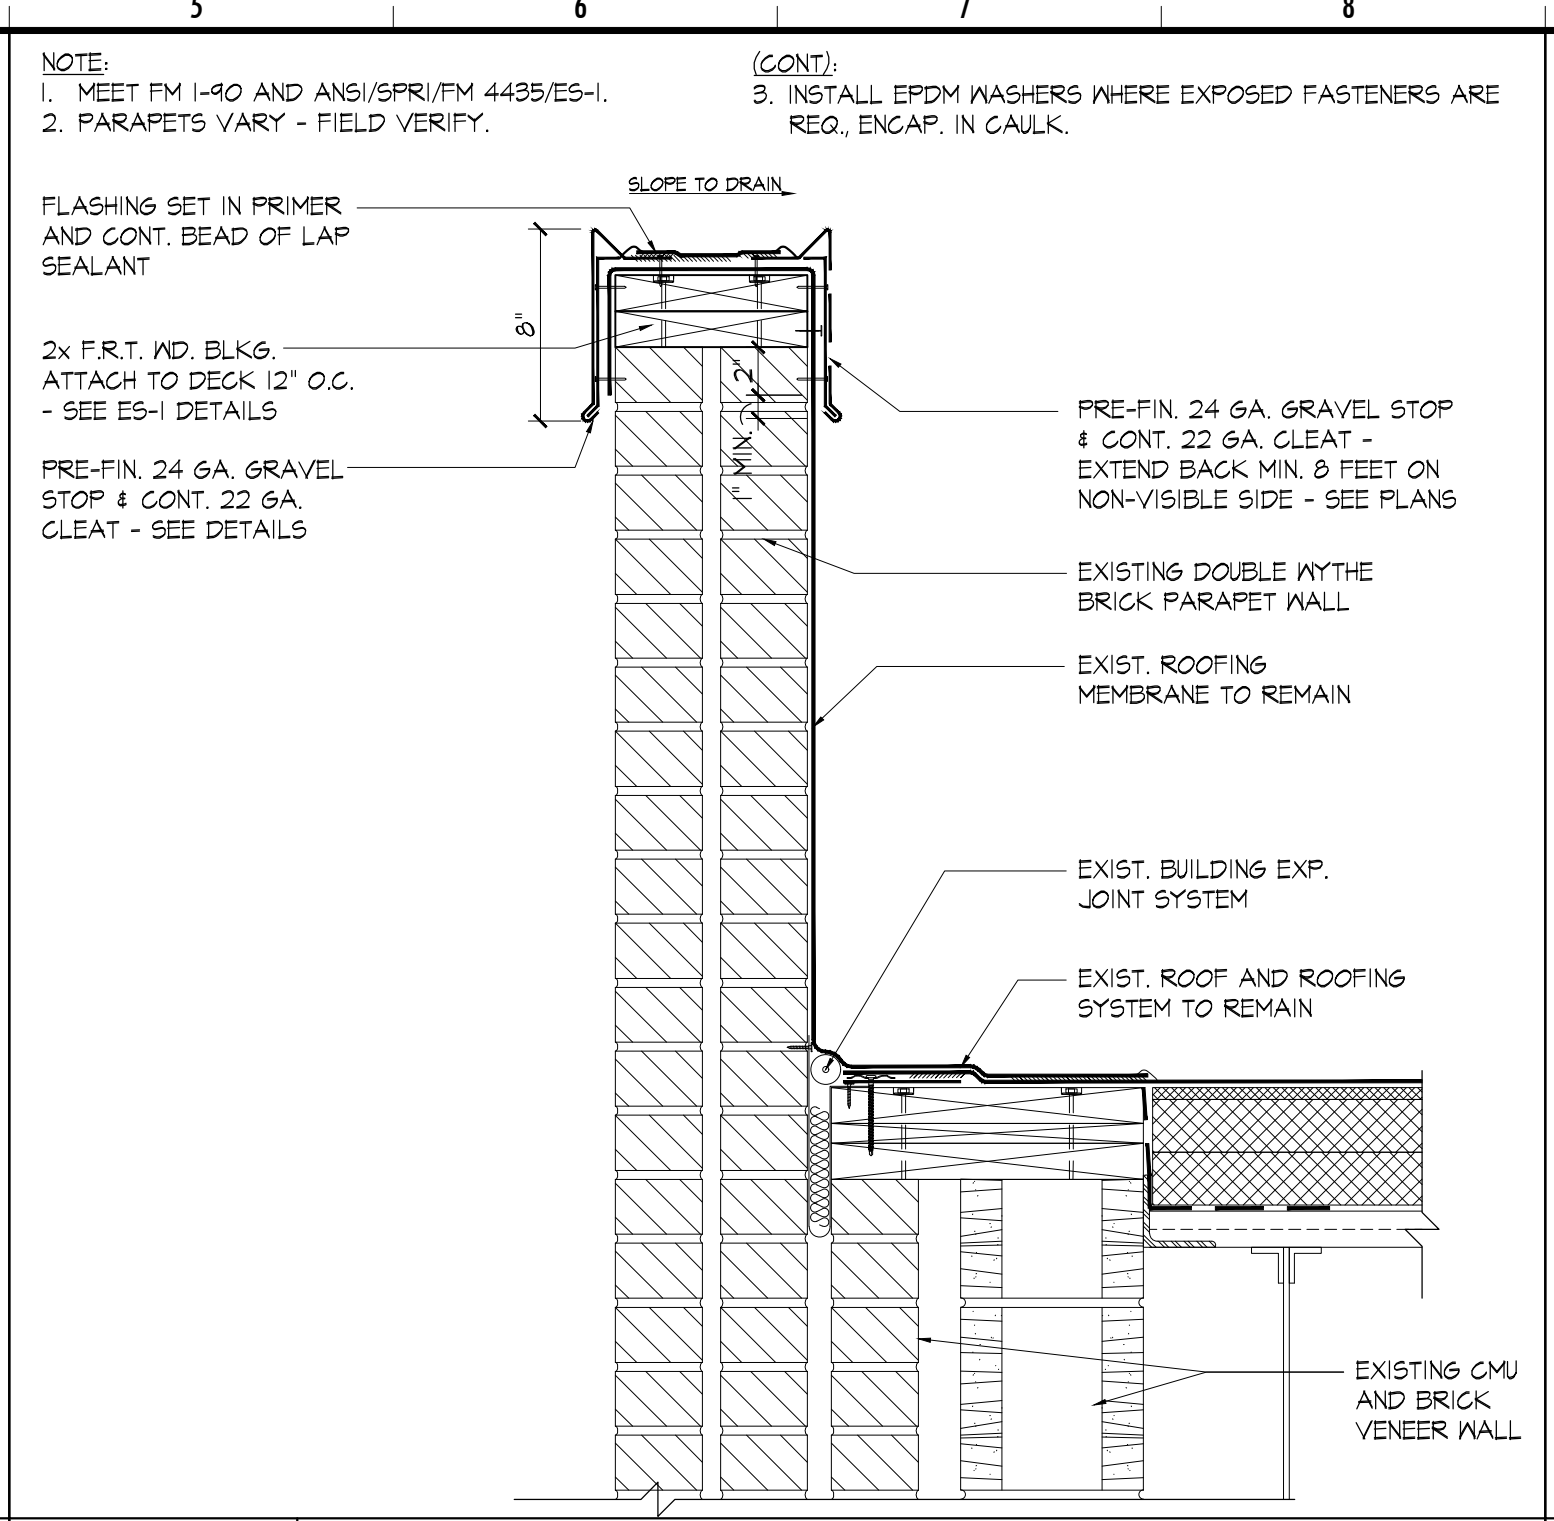 5 6 7 8
NOTE:
1. MEET FM 1-90 AND ANSI/SPRI/FM 4435/ES-1.
2. PARAPETS VARY - FIELD VERIFY.
(CONT):
3. INSTALL EPDM WASHERS WHERE EXPOSED FASTENERS ARE
REQ., ENCAP. IN CAULK.
SLOPE TO DRAIN
FLASHING SET IN PRIMER
AND CONT. BEAD OF LAP
SEALANT
8"
2x F.R.T. WD. BLKG.
ATTACH TO DECK 12" O.C.
- SEE ES-1 DETAILS
PRE-FIN. 24 GA. GRAVEL
STOP & CONT. 22 GA.
CLEAT - SEE DETAILS
2"
1" MIN.
PRE-FIN. 24 GA. GRAVEL STOP
& CONT. 22 GA. CLEAT -
EXTEND BACK MIN. 8 FEET ON
NON-VISIBLE SIDE - SEE PLANS
EXISTING DOUBLE WYTHE
BRICK PARAPET WALL
EXIST. ROOFING
MEMBRANE TO REMAIN
EXIST. BUILDING EXP.
JOINT SYSTEM
EXIST. ROOF AND ROOFING
SYSTEM TO REMAIN
EXISTING CMU
AND BRICK
VENEER WALL